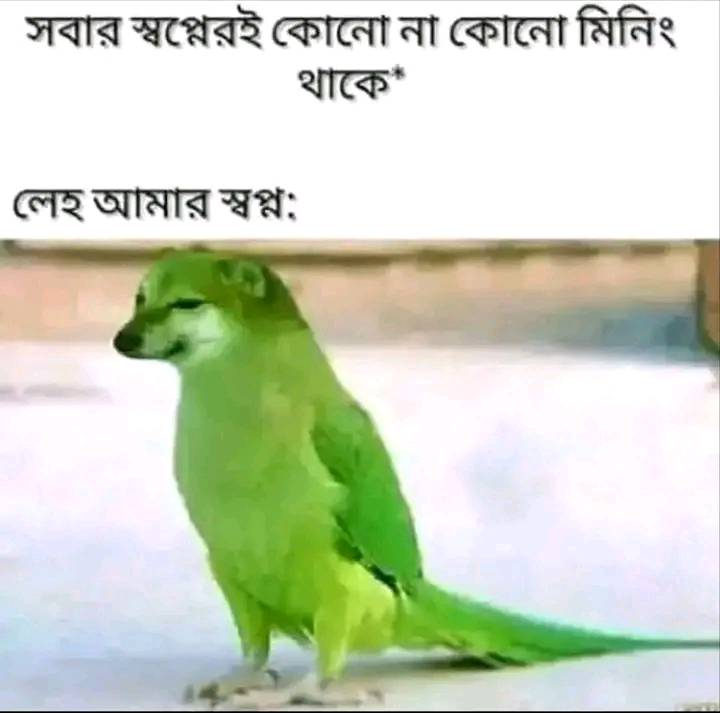 সবার স্বপ্নেরই কোনো না কোনো মিনিং
থাকে*
লেহ আমার স্বপ্ন: